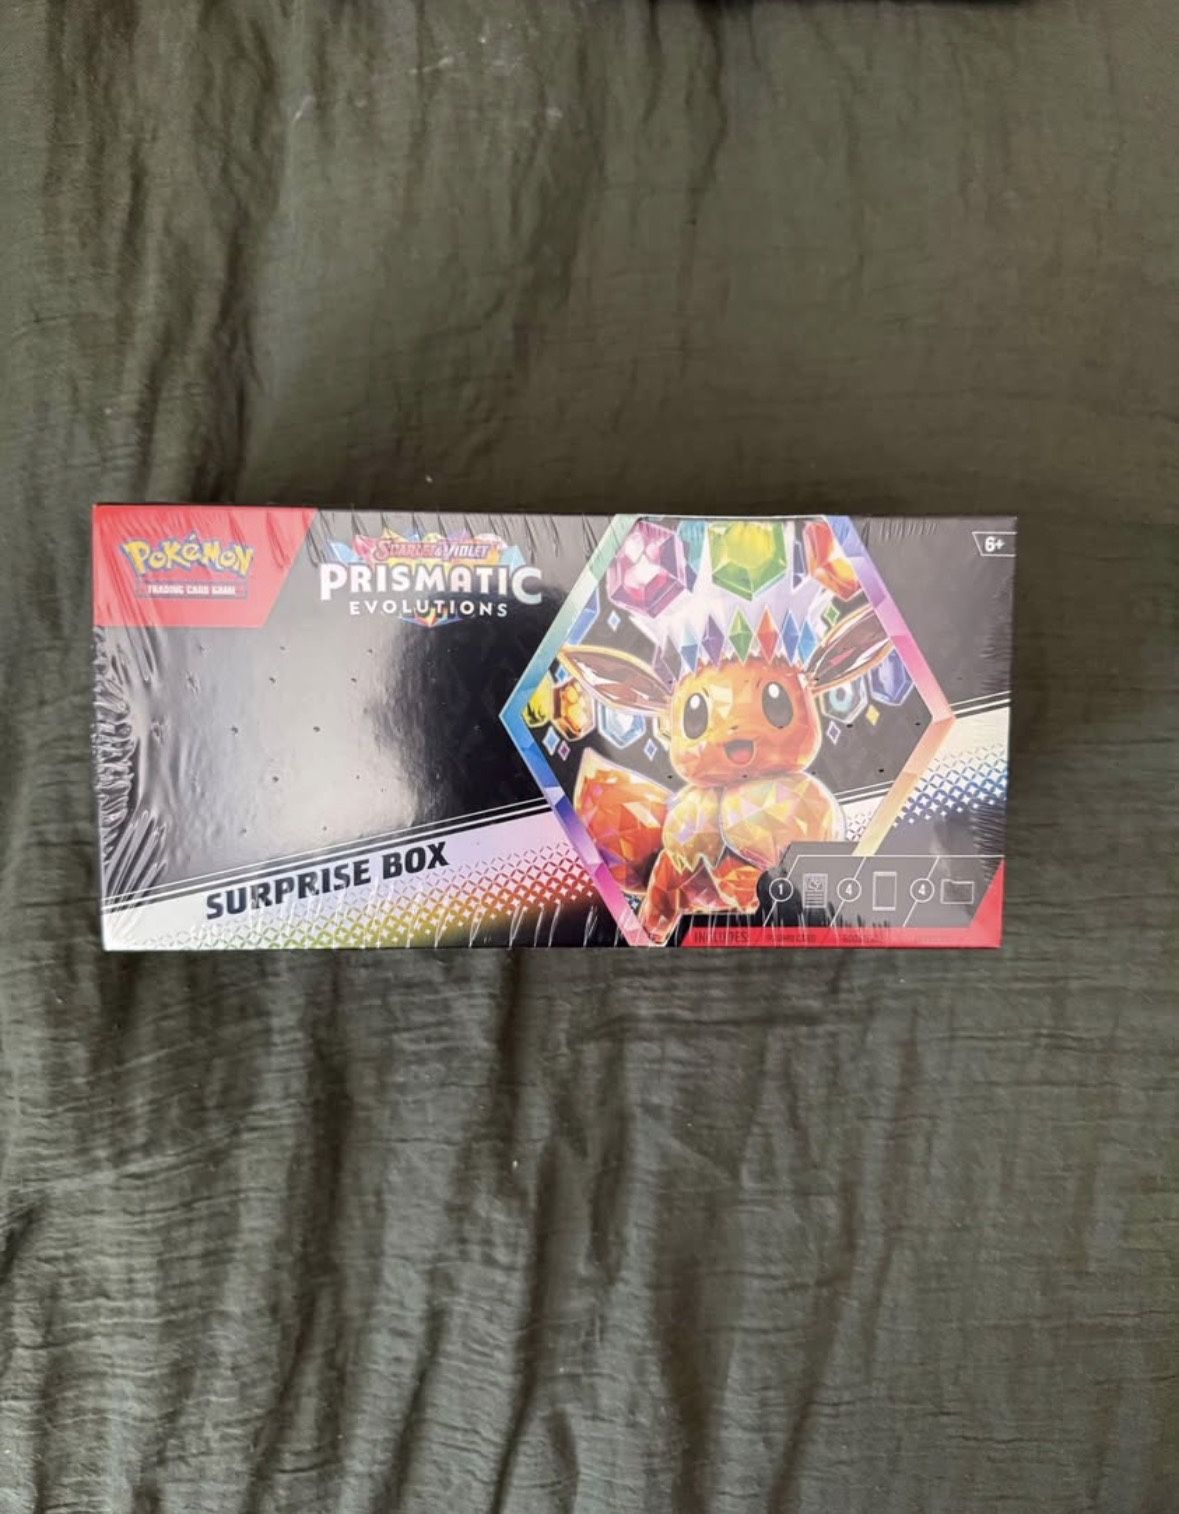 POKéMON
TRADING CARD GAME
SCARLET & VIOLET
PRISMATIC
EVOLUTIONS
6+
SURPRISE BOX
1 4 4
INCLUDES